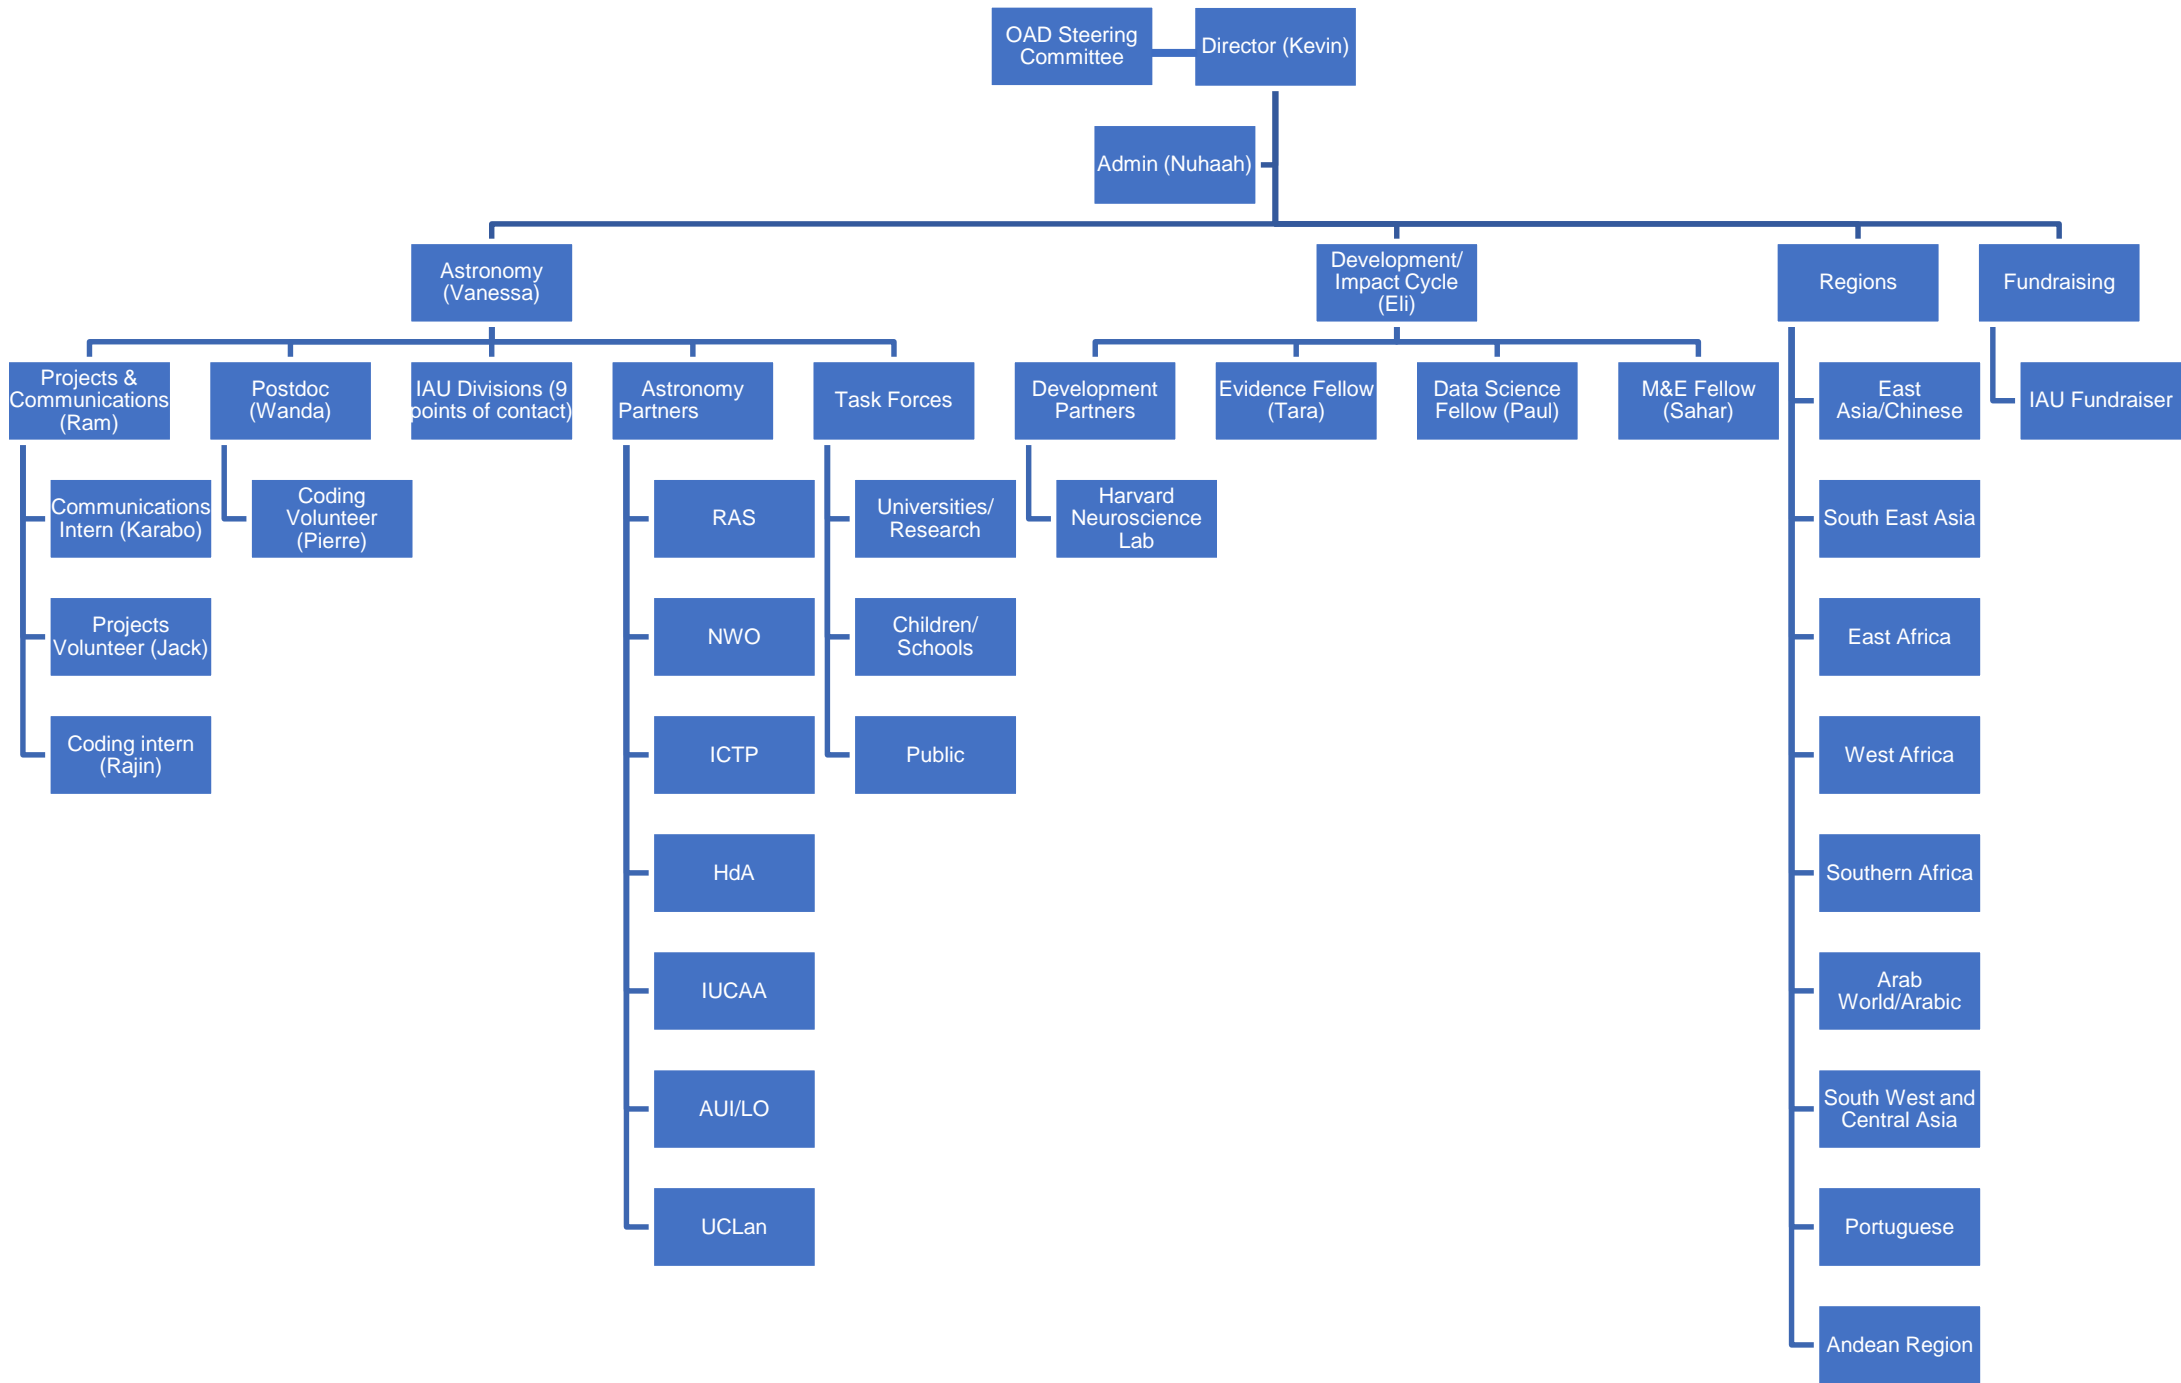 OAD Steering
Committee
Director (Kevin)
Admin (Nuhaah)
Astronomy
(Vanessa)
Development/
Impact Cycle
(Eli)
Regions
Fundraising
Projects &
Communications
(Ram)
Postdoc
(Wanda)
IAU Divisions (9
points of contact)
Astronomy
Partners
Task Forces
Development
Partners
Evidence Fellow
(Tara)
Data Science
Fellow (Paul)
M&E Fellow
(Sahar)
East
Asia/Chinese
IAU Fundraiser
Communications
Intern (Karabo)
Coding
Volunteer
(Pierre)
RAS
Universities/
Research
Harvard
Neuroscience
Lab
South East Asia
Projects
Volunteer (Jack)
NWO
Children/
Schools
East Africa
Coding intern
(Rajin)
ICTP
Public
West Africa
HdA
Southern Africa
IUCAA
Arab
World/Arabic
AUI/LO
South West and
Central Asia
UCLan
Portuguese
Andean Region